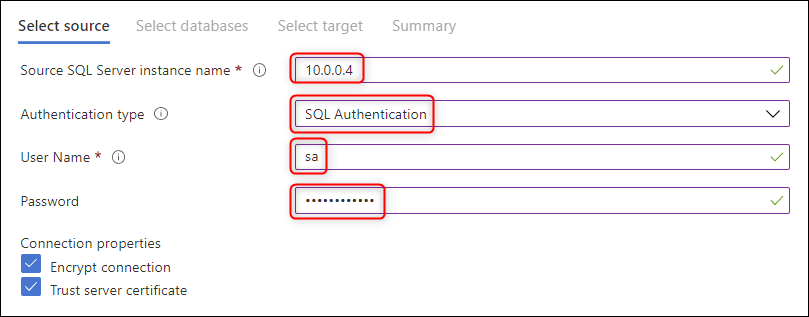 Select source Select databases Select target Summary
Source SQL Server instance name * 10.0.0.4
Authentication type SQL Authentication
User Name * sa
Password ••••••••••••
Connection properties
Encrypt connection
Trust server certificate